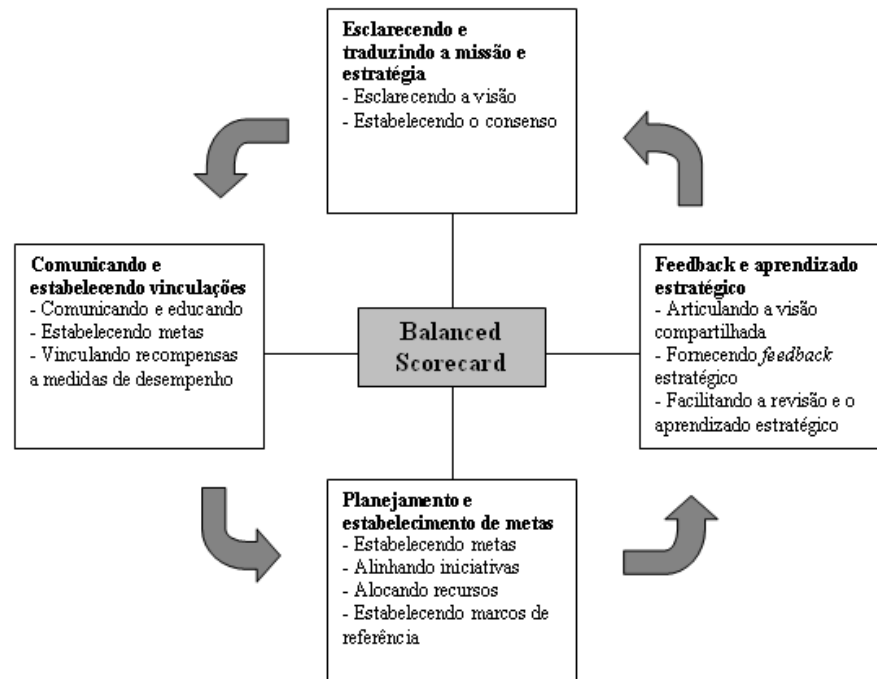 Esclarecendo e
traduzindo a missão e
estratégia
- Esclarecendo a visão
- Estabelecendo o consenso
Comunicando e
estabelecendo vinculações
- Comunicando e educando
- Estabelecendo metas
- Vinculando recompensas
a medidas de desempenho
Balanced
Scorecard
Feedback e aprendizado
estratégico
- Articulando a visão
compartilhada
- Fornecendo feedback
estratégico
- Facilitando a revisão e o
aprendizado estratégico
Planejamento e
estabelecimento de metas
- Estabelecendo metas
- Alinhando iniciativas
- Alocando recursos
- Estabelecendo marcos de
referência